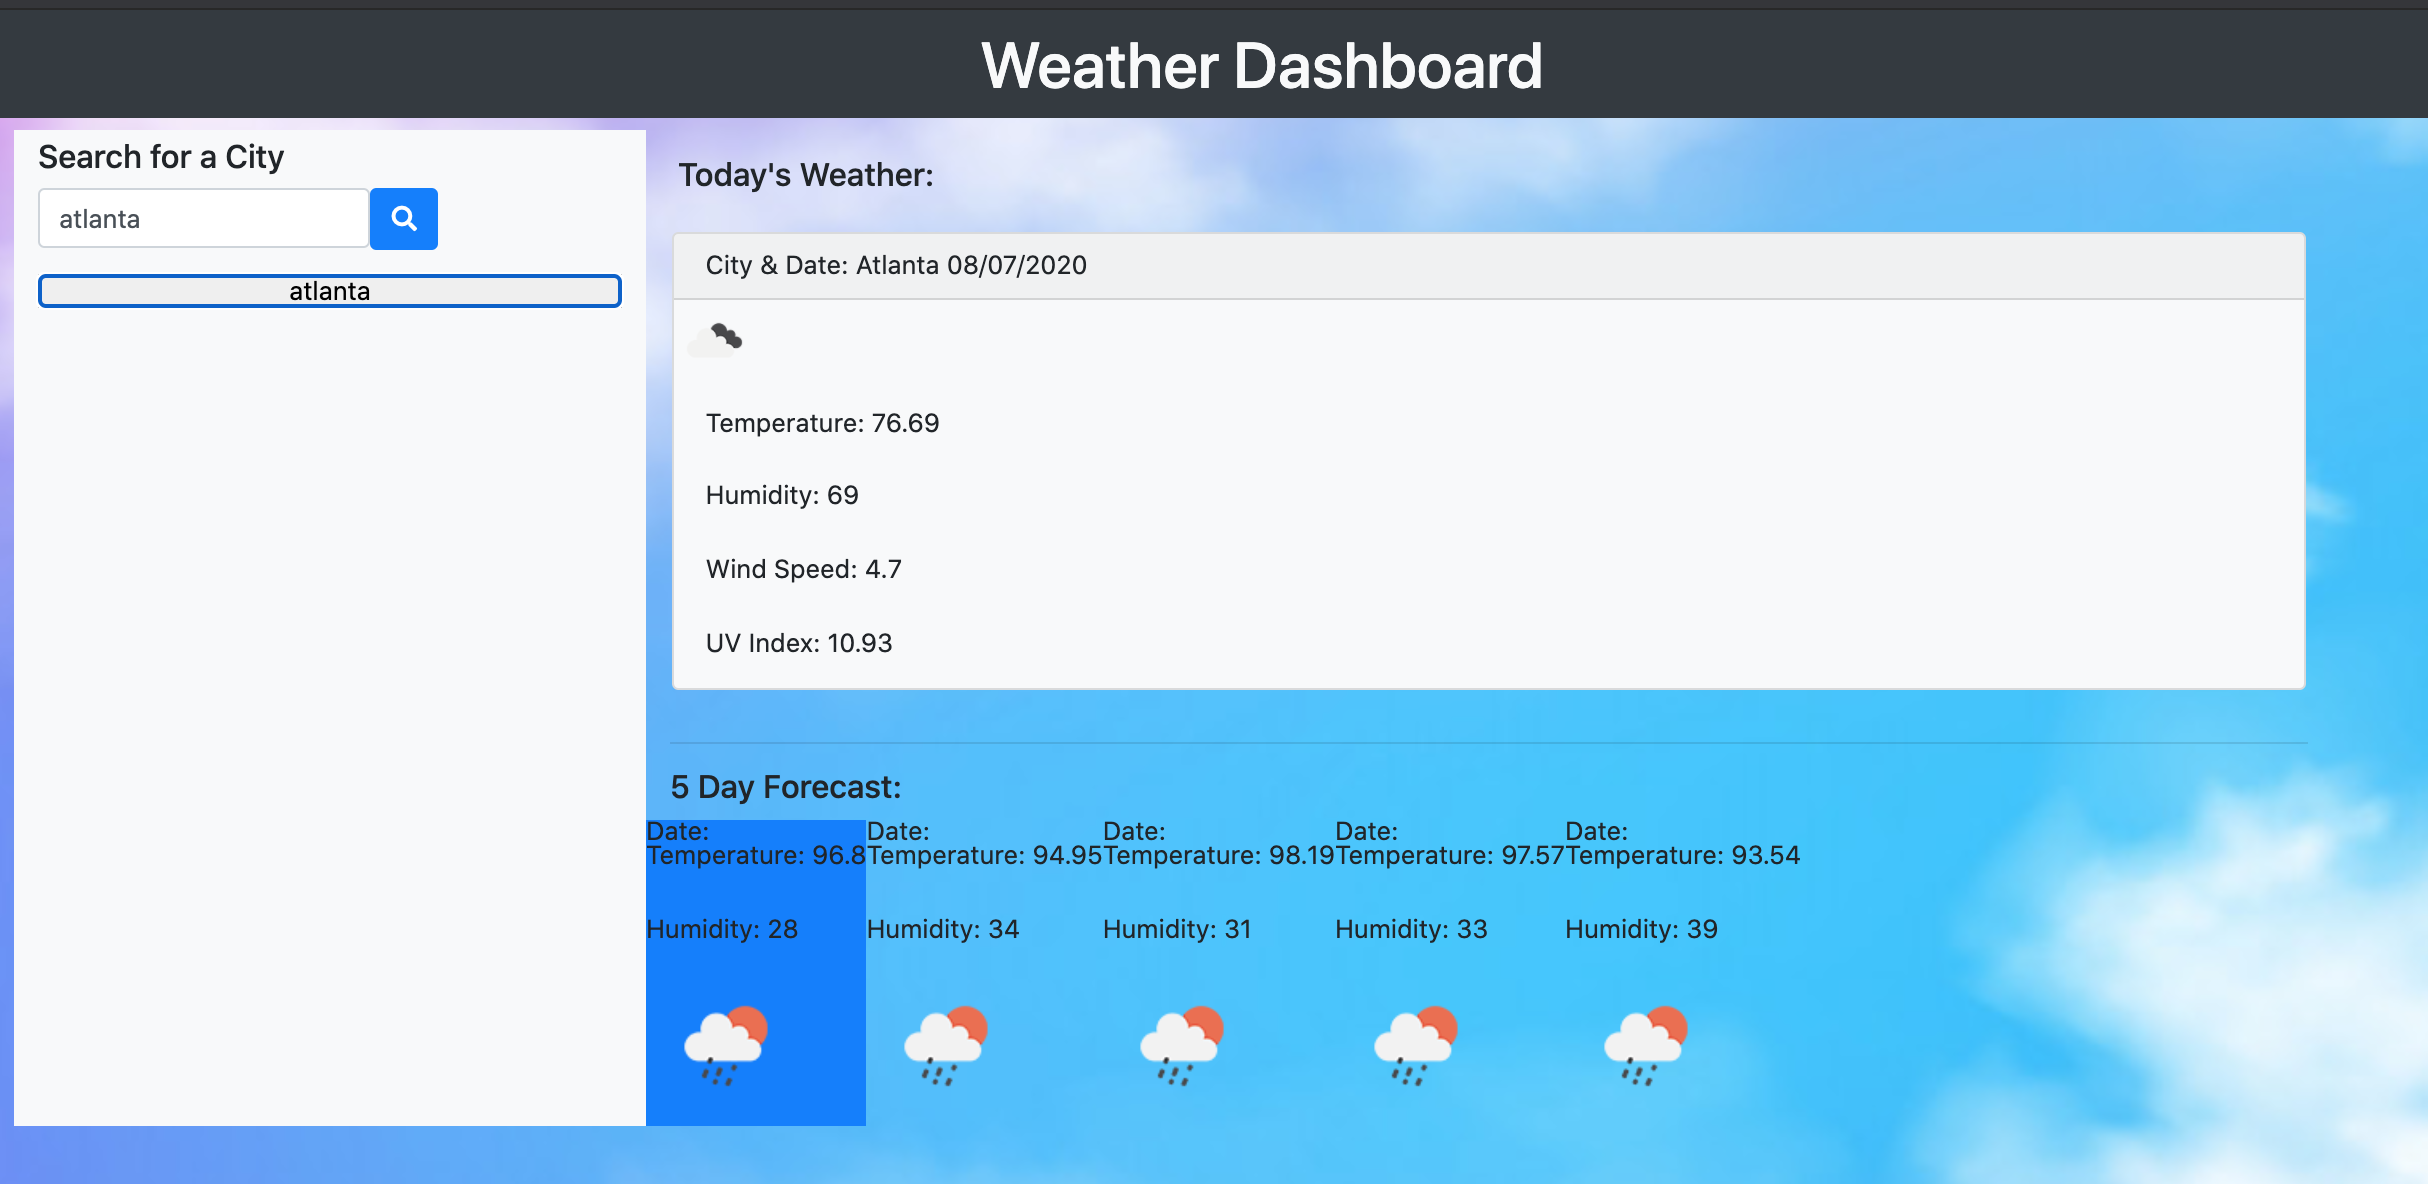 Weather Dashboard
Search for a City
atlanta
atlanta
Today's Weather:
City & Date: Atlanta 08/07/2020
Temperature: 76.69
Humidity: 69
Wind Speed: 4.7
UV Index: 10.93
5 Day Forecast:
Date:
Temperature: 96.8
Humidity: 28
Date:
Temperature: 94.95
Humidity: 34
Date:
Temperature: 98.19
Humidity: 31
Date:
Temperature: 97.57
Humidity: 33
Date:
Temperature: 93.54
Humidity: 39